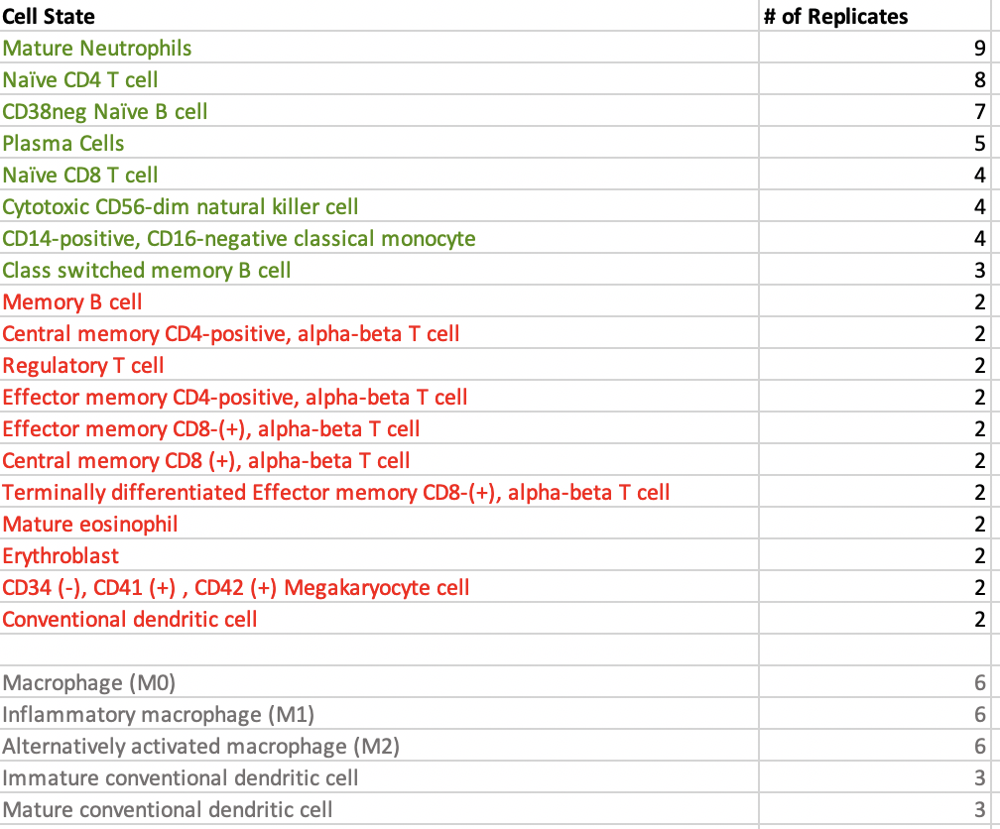 Cell State # of Replicates
Mature Neutrophils 9
Naïve CD4 T cell 8
CD38neg Naïve B cell 7
Plasma Cells 5
Naïve CD8 T cell 4
Cytotoxic CD56-dim natural killer cell 4
CD14-positive, CD16-negative classical monocyte 4
Class switched memory B cell 3
Memory B cell 2
Central memory CD4-positive, alpha-beta T cell 2
Regulatory T cell 2
Effector memory CD4-positive, alpha-beta T cell 2
Effector memory CD8-(+), alpha-beta T cell 2
Central memory CD8 (+), alpha-beta T cell 2
Terminally differentiated Effector memory CD8-(+), alpha-beta T cell 2
Mature eosinophil 2
Erythroblast 2
CD34 (-), CD41 (+) , CD42 (+) Megakaryocyte cell 2
Conventional dendritic cell 2
Macrophage (M0) 6
Inflammatory macrophage (M1) 6
Alternatively activated macrophage (M2) 6
Immature conventional dendritic cell 3
Mature conventional dendritic cell 3